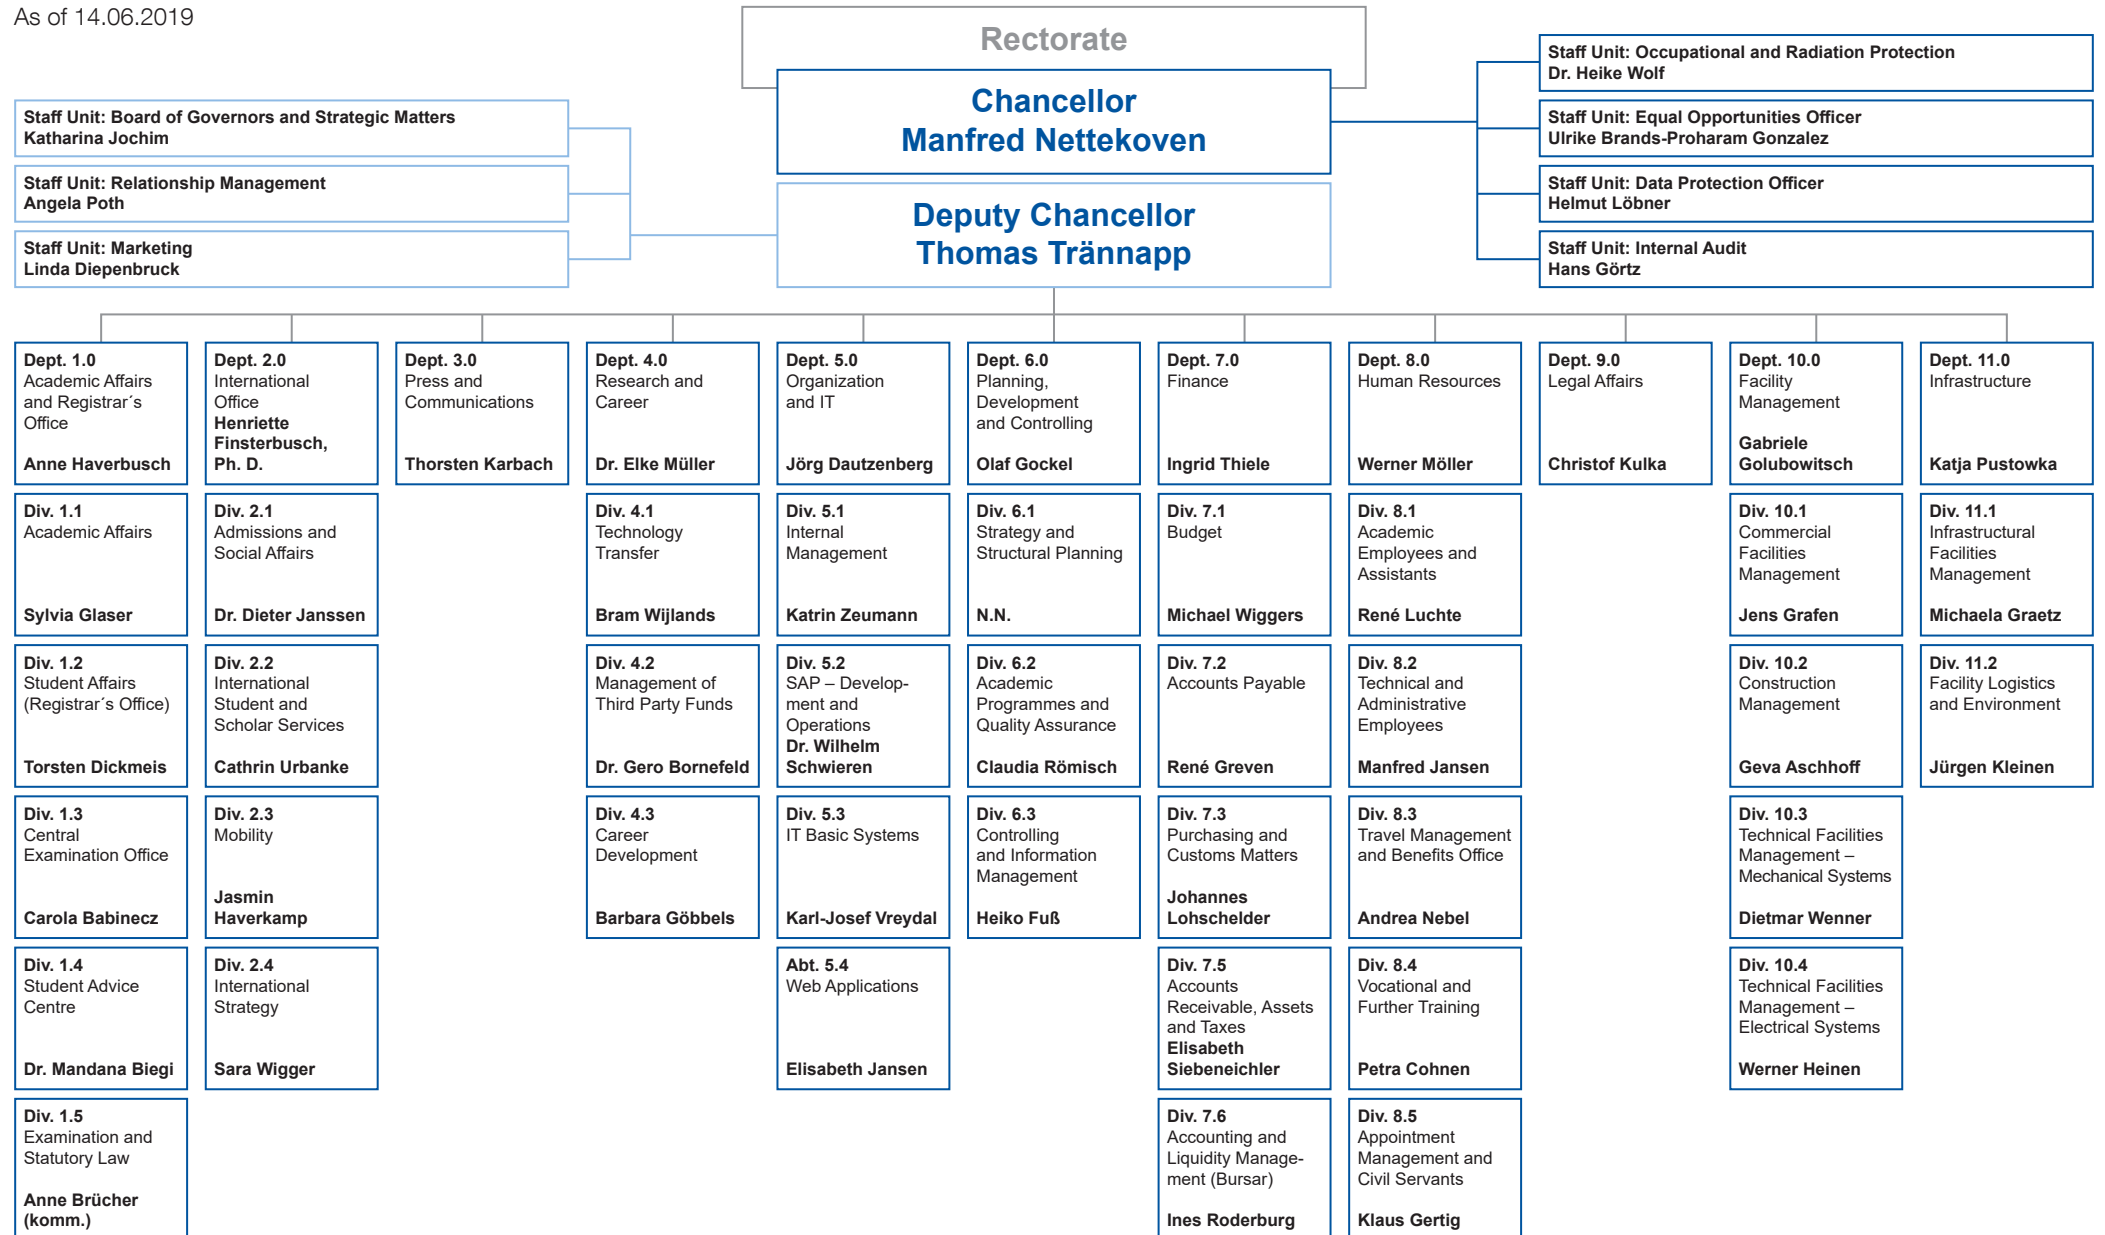 As of 14.06.2019
Rectorate
Chancellor
Manfred Nettekoven
Deputy Chancellor
Thomas Trännapp
Staff Unit: Board of Governors and Strategic Matters
Katharina Jochim
Staff Unit: Relationship Management
Angela Poth
Staff Unit: Marketing
Linda Diepenbruck
Staff Unit: Occupational and Radiation Protection
Dr. Heike Wolf
Staff Unit: Equal Opportunities Officer
Ulrike Brands-Proharam Gonzalez
Staff Unit: Data Protection Officer
Helmut Löbner
Staff Unit: Internal Audit
Hans Görtz
Dept. 1.0
Academic Affairs
and Registrar´s
Office
Anne Haverbusch
Div. 1.1
Academic Affairs
Sylvia Glaser
Div. 1.2
Student Affairs
(Registrar´s Office)
Torsten Dickmeis
Div. 1.3
Central
Examination Office
Carola Babinecz
Div. 1.4
Student Advice
Centre
Dr. Mandana Biegi
Div. 1.5
Examination and
Statutory Law
Anne Brücher
(komm.)
Dept. 2.0
International
Office
Henriette
Finsterbusch,
Ph. D.
Div. 2.1
Admissions and
Social Affairs
Dr. Dieter Janssen
Div. 2.2
International
Student and
Scholar Services
Cathrin Urbanke
Div. 2.3
Mobility
Jasmin
Haverkamp
Div. 2.4
International
Strategy
Sara Wigger
Dept. 3.0
Press and
Communications
Thorsten Karbach
Dept. 4.0
Research and
Career
Dr. Elke Müller
Div. 4.1
Technology
Transfer
Bram Wijlands
Div. 4.2
Management of
Third Party Funds
Dr. Gero Bornefeld
Div. 4.3
Career
Development
Barbara Göbbels
Dept. 5.0
Organization
and IT
Jörg Dautzenberg
Div. 5.1
Internal
Management
Katrin Zeumann
Div. 5.2
SAP – Develop-
ment and
Operations
Dr. Wilhelm
Schwieren
Div. 5.3
IT Basic Systems
Karl-Josef Vreydal
Abt. 5.4
Web Applications
Elisabeth Jansen
Dept. 6.0
Planning,
Development
and Controlling
Olaf Gockel
Div. 6.1
Strategy and
Structural Planning
N.N.
Div. 6.2
Academic
Programmes and
Quality Assurance
Claudia Römisch
Div. 6.3
Controlling
and Information
Management
Heiko Fuß
Dept. 7.0
Finance
Ingrid Thiele
Div. 7.1
Budget
Michael Wiggers
Div. 7.2
Accounts Payable
René Greven
Div. 7.3
Purchasing and
Customs Matters
Johannes
Lohschelder
Div. 7.5
Accounts
Receivable, Assets
and Taxes
Elisabeth
Siebeneichler
Div. 7.6
Accounting and
Liquidity Manage-
ment (Bursar)
Ines Roderburg
Dept. 8.0
Human Resources
Werner Möller
Div. 8.1
Academic
Employees and
Assistants
René Luchte
Div. 8.2
Technical and
Administrative
Employees
Manfred Jansen
Div. 8.3
Travel Management
and Benefits Office
Andrea Nebel
Div. 8.4
Vocational and
Further Training
Petra Cohnen
Div. 8.5
Appointment
Management and
Civil Servants
Klaus Gertig
Dept. 9.0
Legal Affairs
Christof Kulka
Dept. 10.0
Facility
Management
Gabriele
Golubowitsch
Div. 10.1
Commercial
Facilities
Management
Jens Grafen
Div. 10.2
Construction
Management
Geva Aschhoff
Div. 10.3
Technical Facilities
Management –
Mechanical Systems
Dietmar Wenner
Div. 10.4
Technical Facilities
Management –
Electrical Systems
Werner Heinen
Dept. 11.0
Infrastructure
Katja Pustowka
Div. 11.1
Infrastructural
Facilities
Management
Michaela Graetz
Div. 11.2
Facility Logistics
and Environment
Jürgen Kleinen